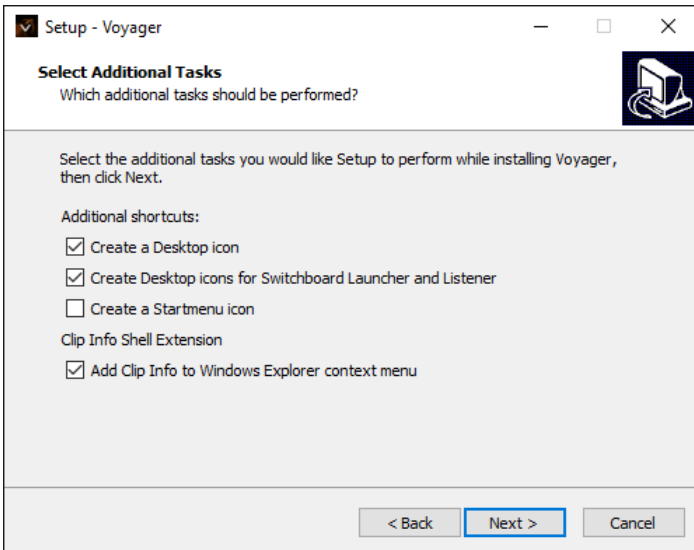 Setup - Voyager
Select Additional Tasks
Which additional tasks should be performed?
Select the additional tasks you would like Setup to perform while installing Voyager,
then click Next.
Additional shortcuts:
Create a Desktop icon
Create Desktop icons for Switchboard Launcher and Listener
Create a Startmenu icon
Clip Info Shell Extension
Add Clip Info to Windows Explorer context menu
< Back
Next >
Cancel